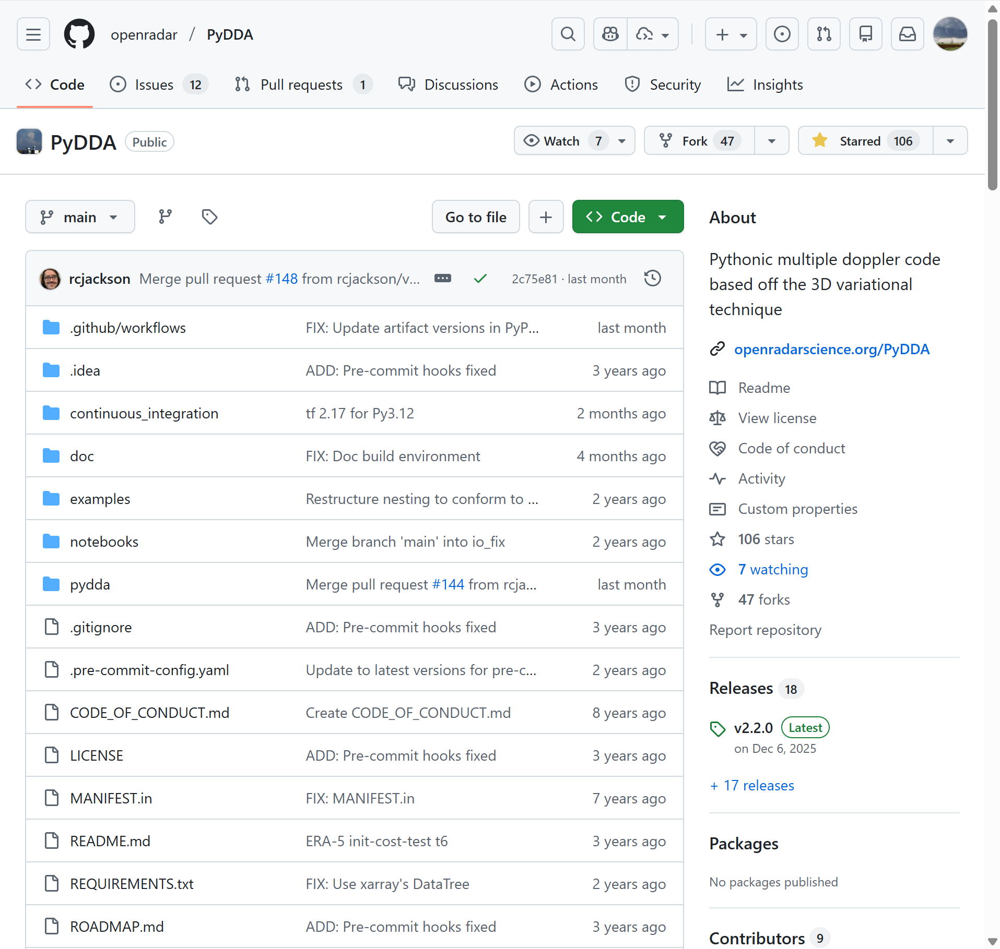 openradar / PyDDA
Code Issues 12 Pull requests 1 Discussions Actions Security Insights
PyDDA Public Watch 7 Fork 47 Starred 106
main Go to file Code
rcjackson Merge pull request #148 from rcjackson/v... 2c75e81 · last month
.github/workflows FIX: Update artifact versions in PyP... last month
.idea ADD: Pre-commit hooks fixed 3 years ago
continuous_integration tf 2.17 for Py3.12 2 months ago
doc FIX: Doc build environment 4 months ago
examples Restructure nesting to conform to ... 2 years ago
notebooks Merge branch 'main' into io_fix 2 years ago
pydda Merge pull request #144 from rcja... last month
.gitignore ADD: Pre-commit hooks fixed 3 years ago
.pre-commit-config.yaml Update to latest versions for pre-c... 2 years ago
CODE_OF_CONDUCT.md Create CODE_OF_CONDUCT.md 8 years ago
LICENSE ADD: Pre-commit hooks fixed 3 years ago
MANIFEST.in FIX: MANIFEST.in 7 years ago
README.md ERA-5 init-cost-test t6 3 years ago
REQUIREMENTS.txt FIX: Use xarray's DataTree 2 years ago
ROADMAP.md ADD: Pre-commit hooks fixed 3 years ago
About
Pythonic multiple doppler code
based off the 3D variational
technique
openradarscience.org/PyDDA
Readme
View license
Code of conduct
Activity
Custom properties
106 stars
7 watching
47 forks
Report repository
Releases 18
v2.2.0 Latest
on Dec 6, 2025
+ 17 releases
Packages
No packages published
Contributors 9